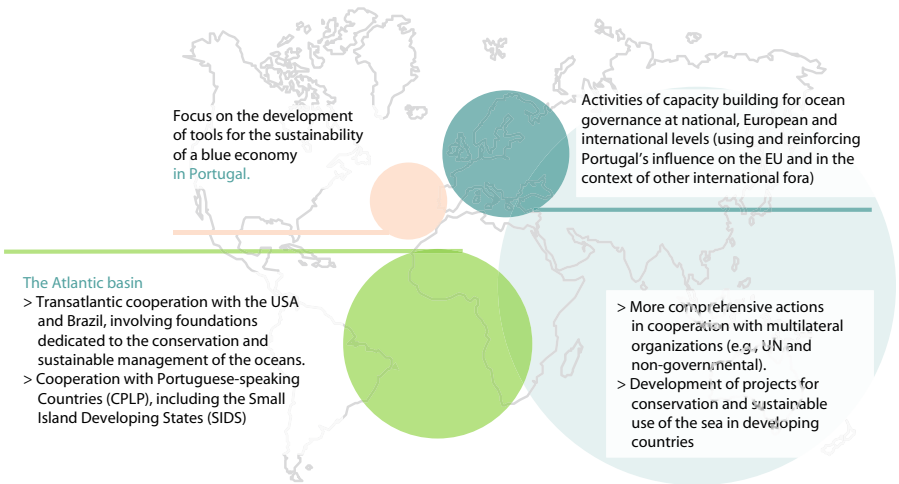 Focus on the development
of tools for the sustainability
of a blue economy
in Portugal.
Activities of capacity building for ocean
governance at national, European and
international levels (using and reinforcing
Portugal's influence on the EU and in the
context of other international fora)
The Atlantic basin
> Transatlantic cooperation with the USA
and Brazil, involving foundations
dedicated to the conservation and
sustainable management of the oceans.
> Cooperation with Portuguese-speaking
Countries (CPLP), including the Small
Island Developing States (SIDS)
> More comprehensive actions
in cooperation with multilateral
organizations (e.g., UN and
non-governmental).
> Development of projects for
conservation and sustainable
use of the sea in developing
countries